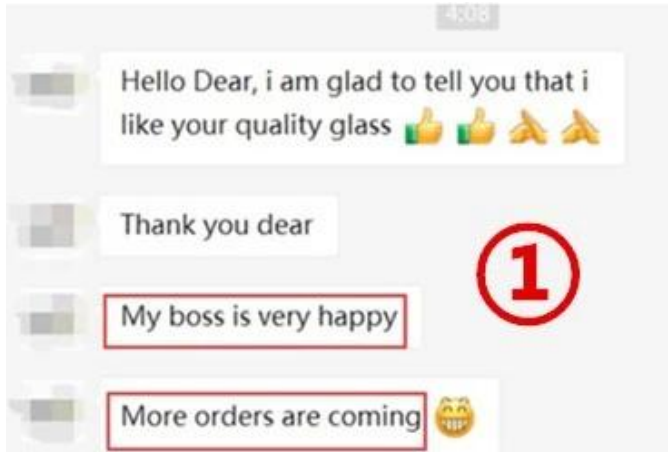 4:08
Hello Dear, i am glad to tell you that i
like your quality glass 👍 👍 🙏 🙏
Thank you dear
1
My boss is very happy
More orders are coming 😁